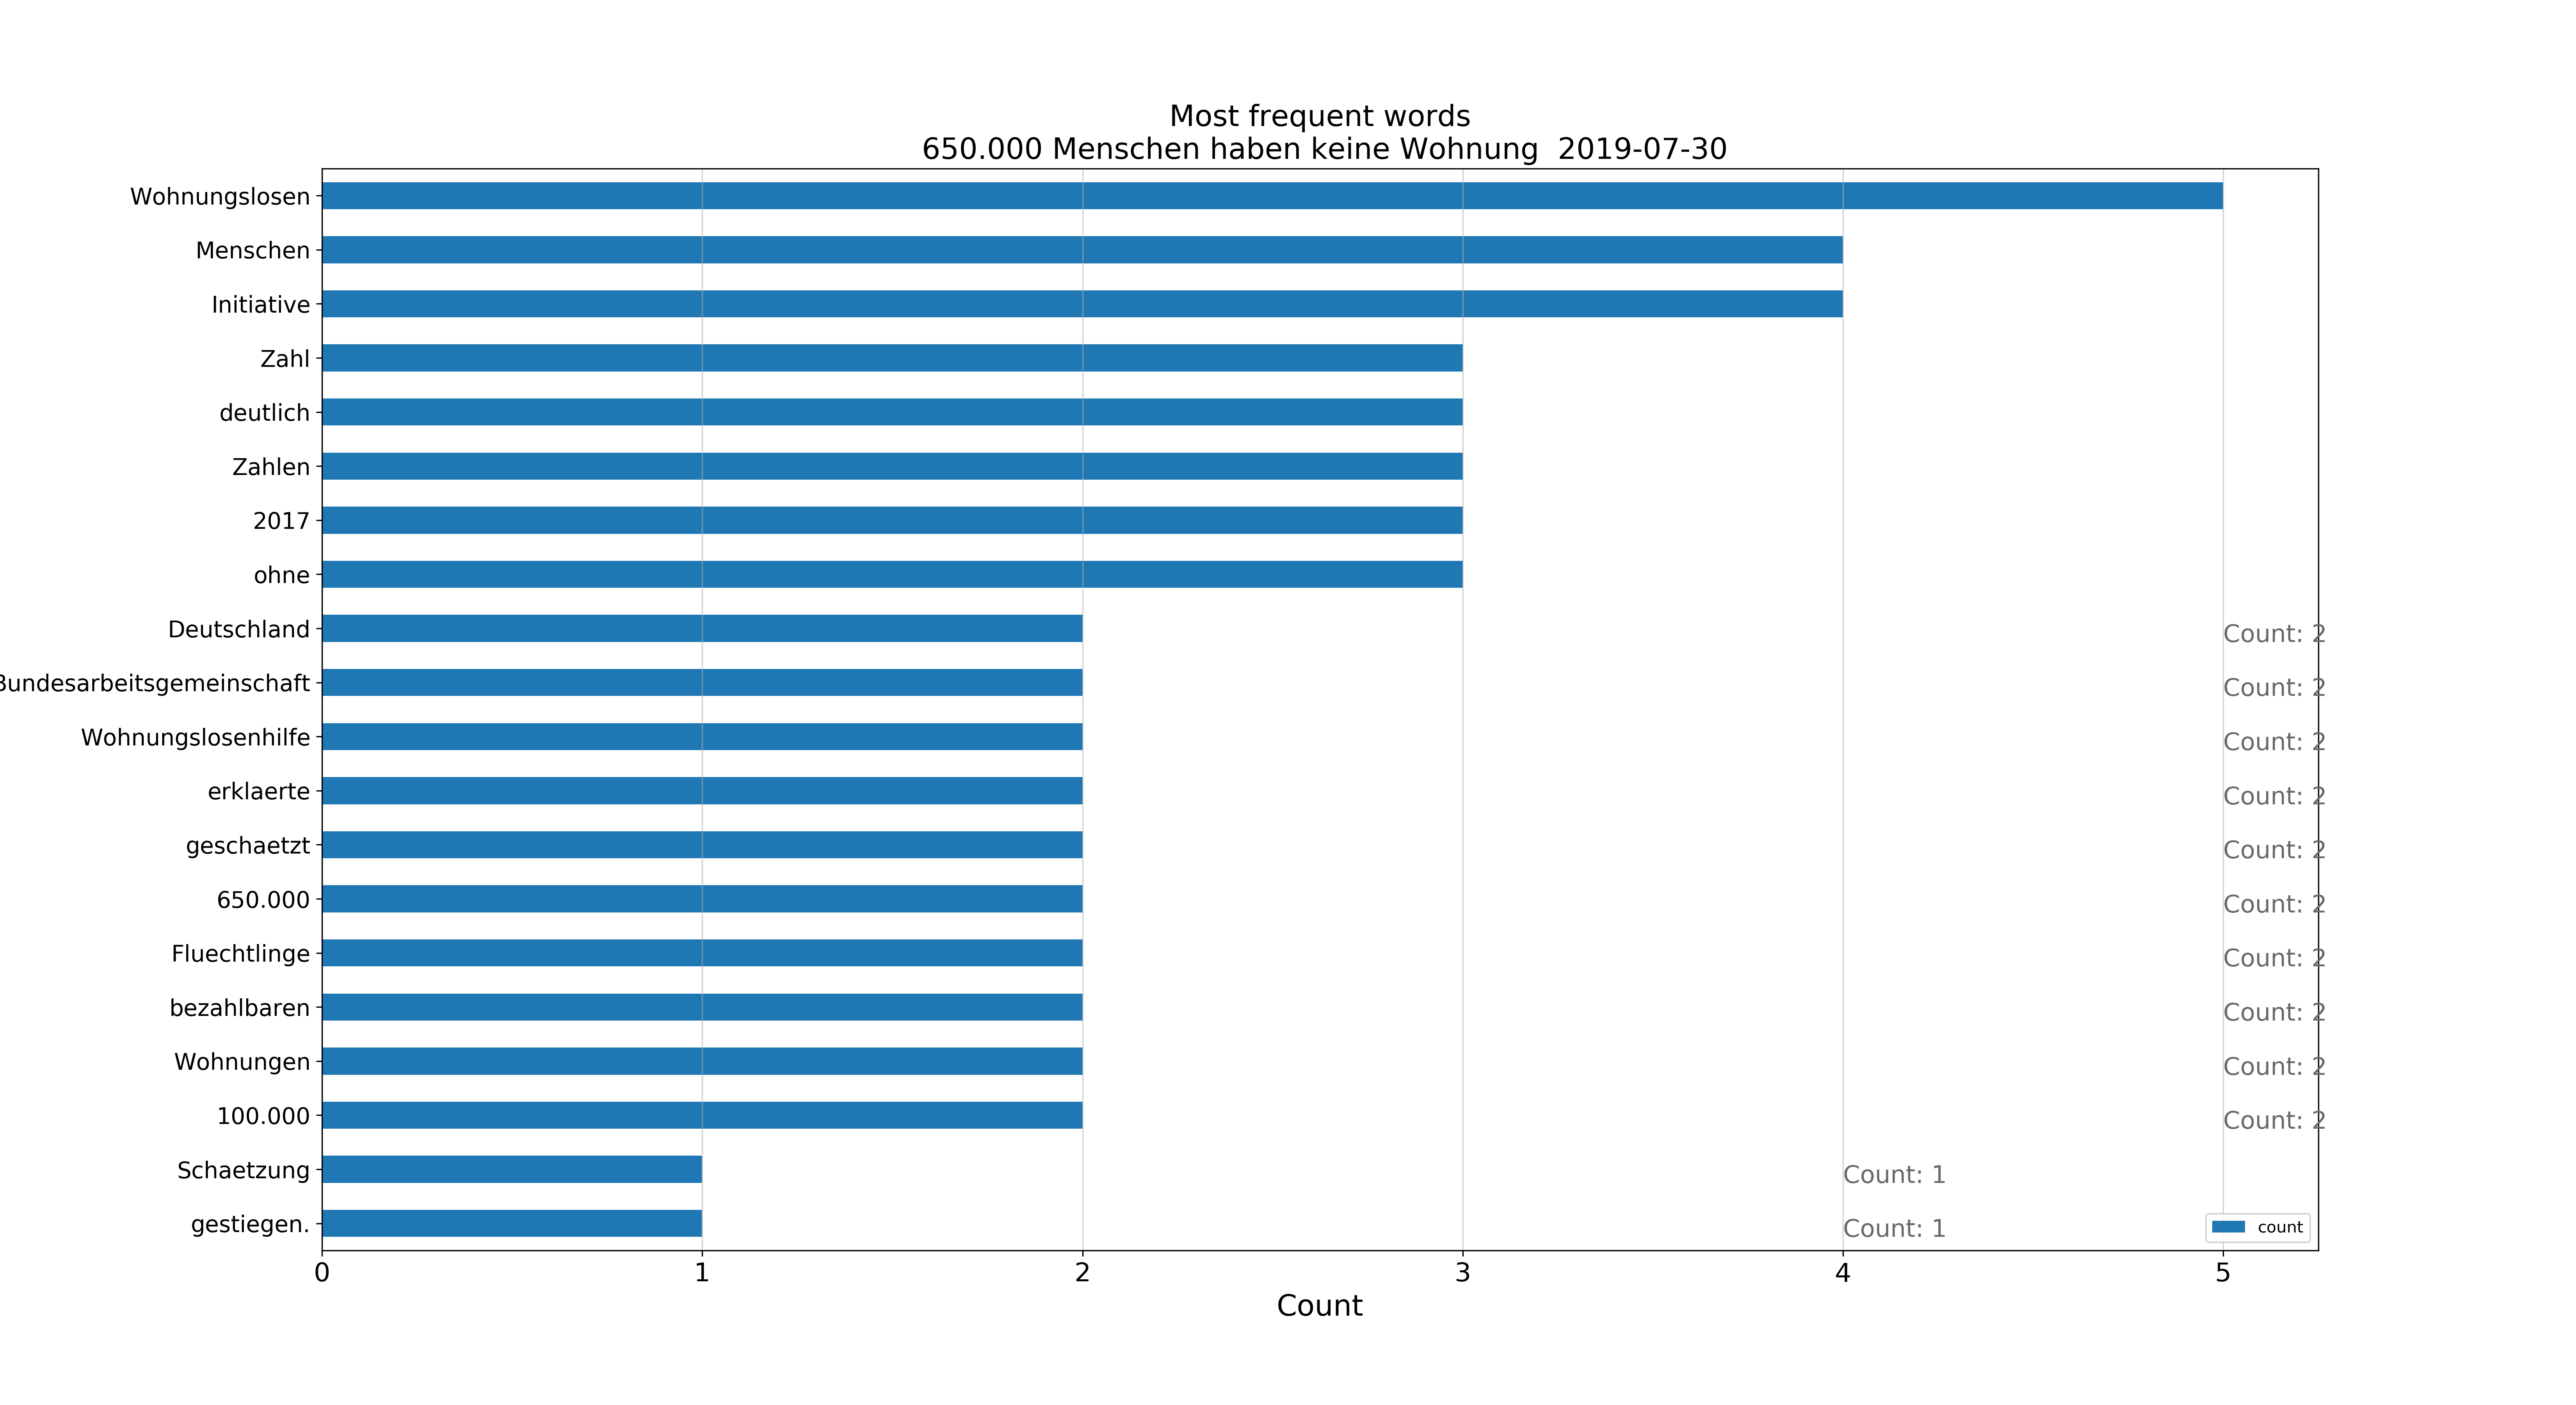 Most frequent words
650.000 Menschen haben keine Wohnung  2019-07-30
Wohnungslosen
Menschen
Initiative
Zahl
deutlich
Zahlen
2017
ohne
Deutschland Count: 2
Bundesarbeitsgemeinschaft Count: 2
Wohnungslosenhilfe Count: 2
erklaerte Count: 2
geschaetzt Count: 2
650.000 Count: 2
Fluechtlinge Count: 2
bezahlbaren Count: 2
Wohnungen Count: 2
100.000 Count: 2
Schaetzung Count: 1
gestiegen. Count: 1
count
0 1 2 3 4 5
Count